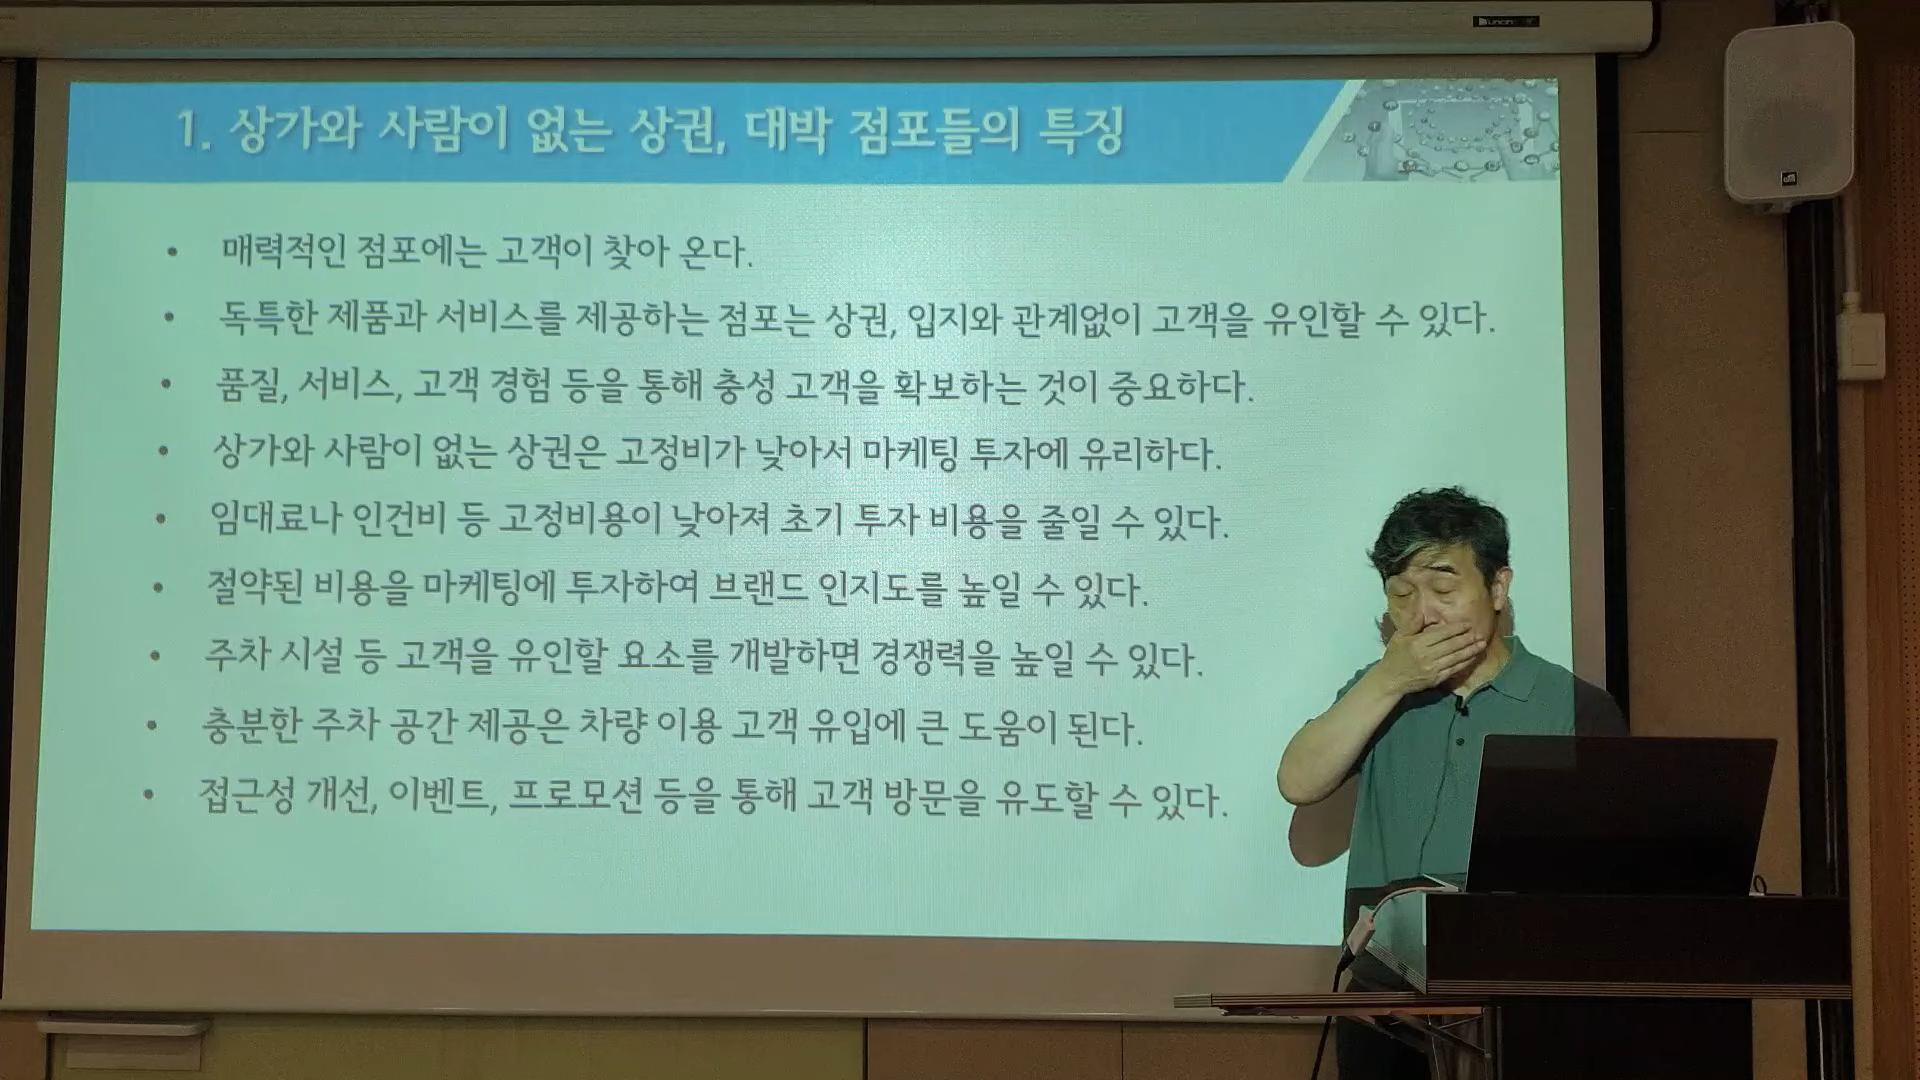 1. 상가와 사람이 없는 상권, 대박 점포들의 특징
• 매력적인 점포에는 고객이 찾아 온다.
• 독특한 제품과 서비스를 제공하는 점포는 상권, 입지와 관계없이 고객을 유인할 수 있다.
• 품질, 서비스, 고객 경험 등을 통해 충성 고객을 확보하는 것이 중요하다.
• 상가와 사람이 없는 상권은 고정비가 낮아서 마케팅 투자에 유리하다.
• 임대료나 인건비 등 고정비용이 낮아져 초기 투자 비용을 줄일 수 있다.
• 절약된 비용을 마케팅에 투자하여 브랜드 인지도를 높일 수 있다.
• 주차 시설 등 고객을 유인할 요소를 개발하면 경쟁력을 높일 수 있다.
• 충분한 주차 공간 제공은 차량 이용 고객 유입에 큰 도움이 된다.
• 접근성 개선, 이벤트, 프로모션 등을 통해 고객 방문을 유도할 수 있다.